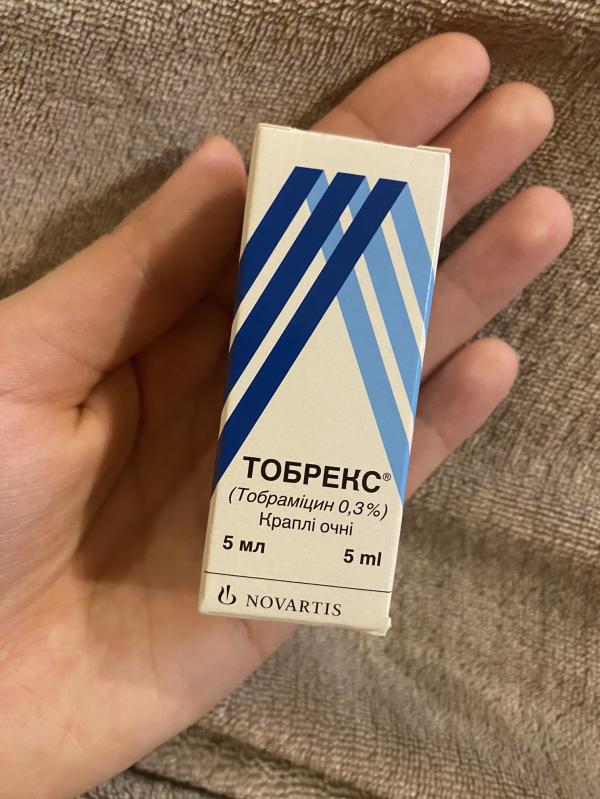 ТОБРЕКС®
(Тобраміцин 0,3%)
Краплі очні
5 мл 5 ml
NOVARTIS